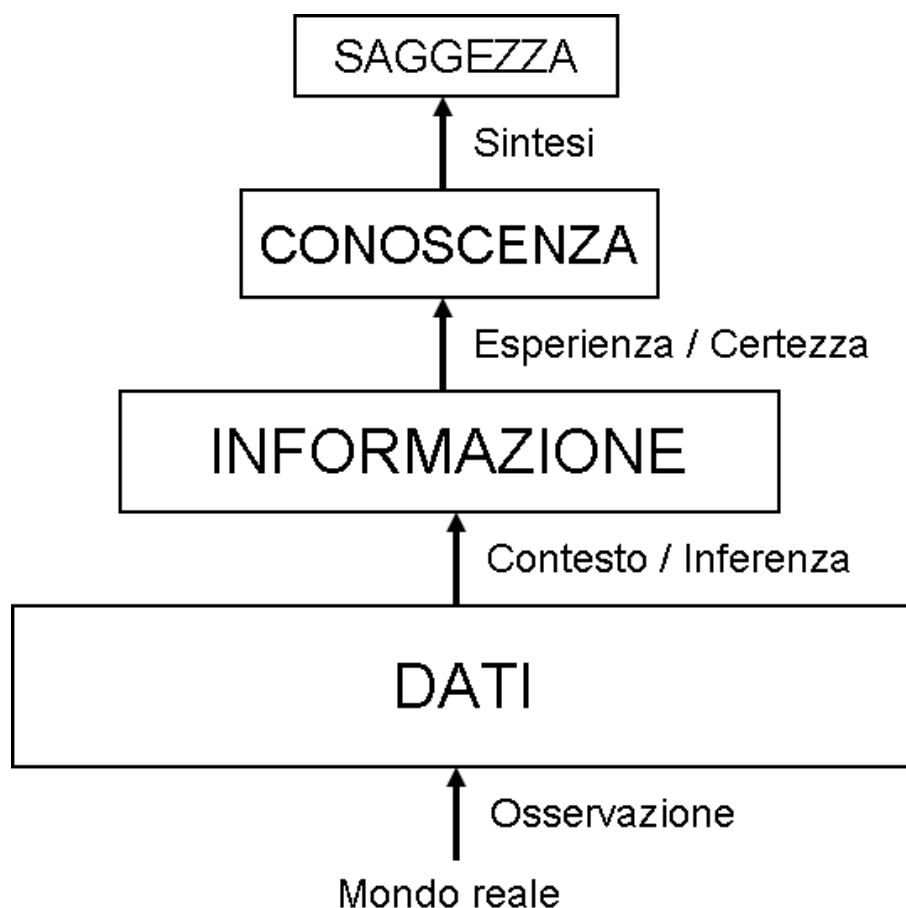 SAGGEZZA
Sintesi
CONOSCENZA
Esperienza / Certezza
INFORMAZIONE
Contesto / Inferenza
DATI
Osservazione
Mondo reale